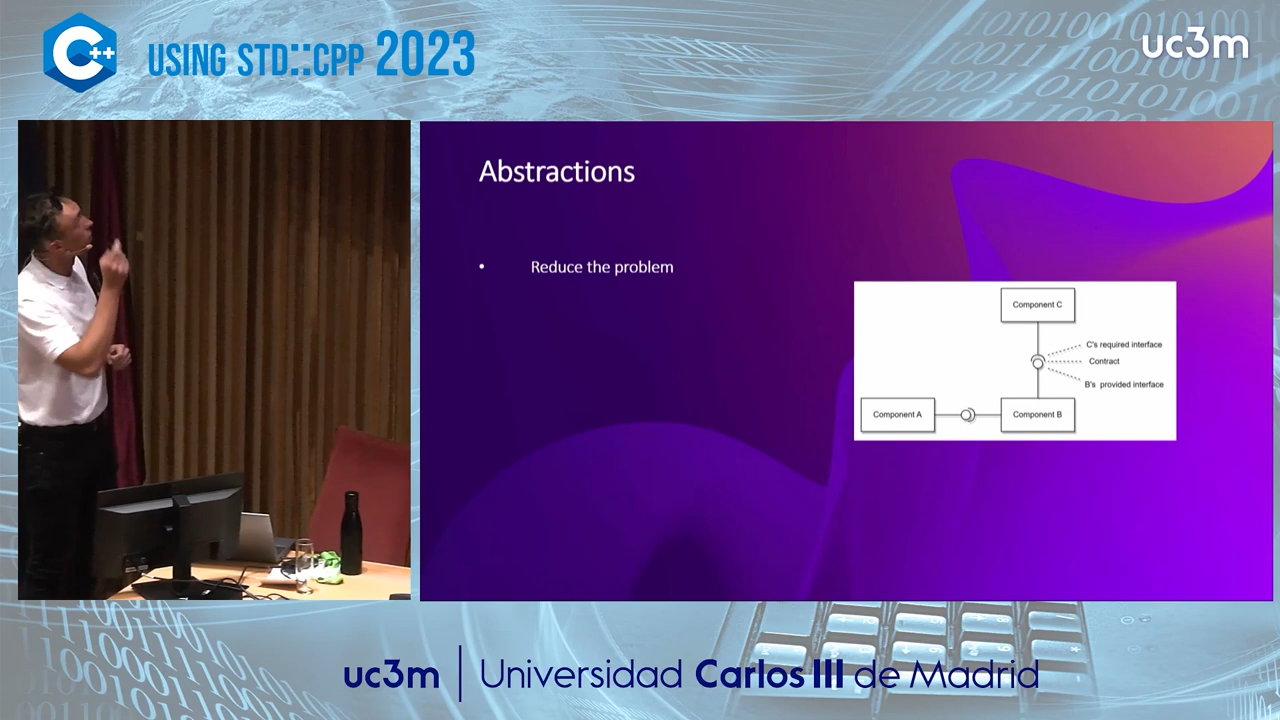 C++
USING STD::CPP 2023
uc3m
Abstractions
• Reduce the problem
Component C
C's required interface
Contract
B's provided interface
Component A
Component B
uc3m | Universidad Carlos III de Madrid